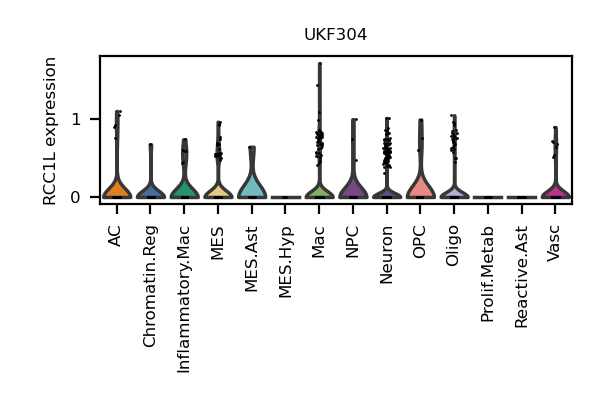 UKF304
RCC1L expression
1
0
AC
Chromatin.Reg
Inflammatory.Mac
MES
MES.Ast
MES.Hyp
Mac
NPC
Neuron
OPC
Oligo
Prolif.Metab
Reactive.Ast
Vasc